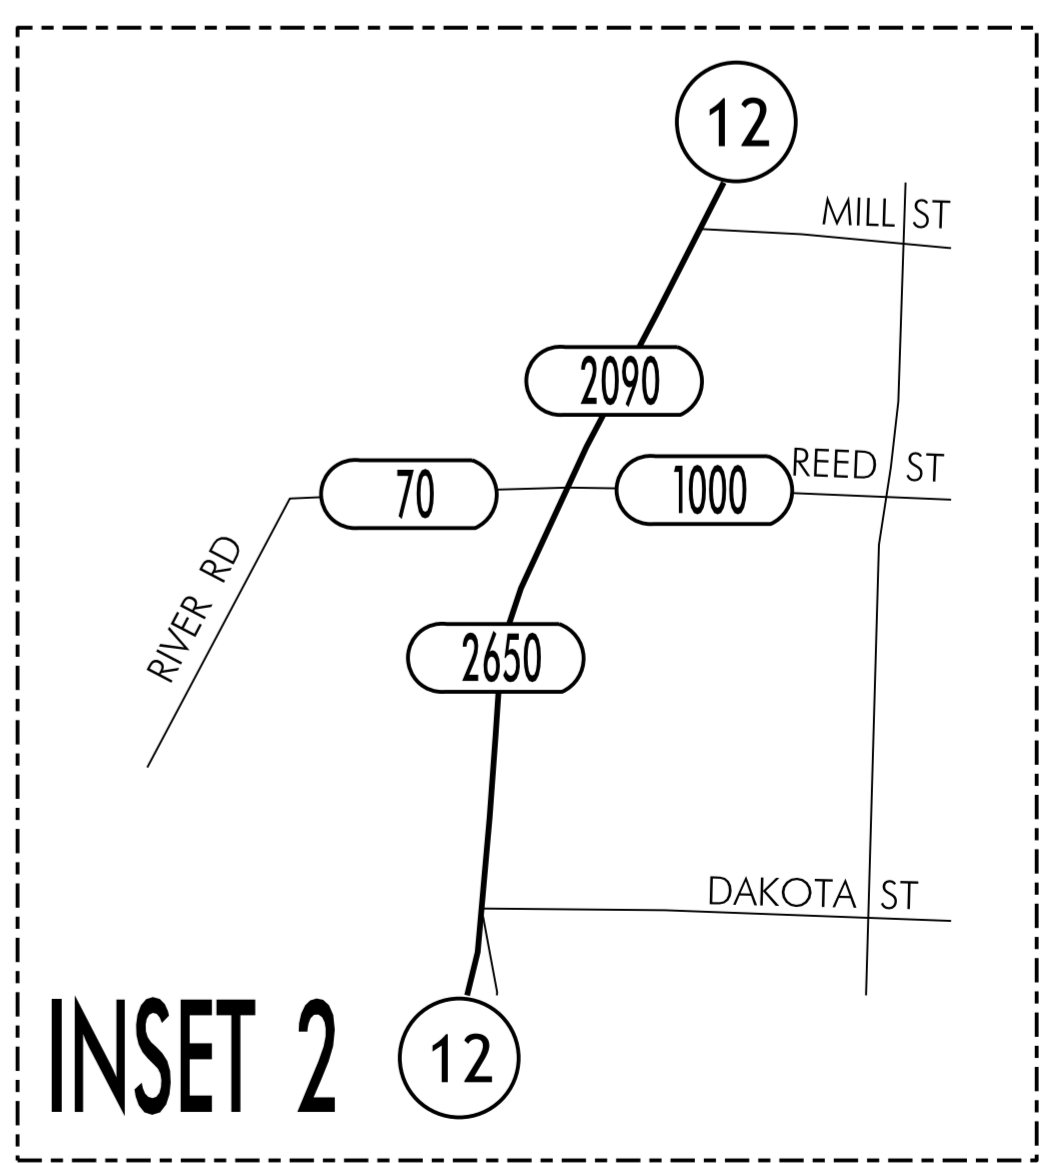 12
MILL ST
2090
70
1000
REED ST
RIVER RD
2650
DAKOTA ST
INSET 2
12